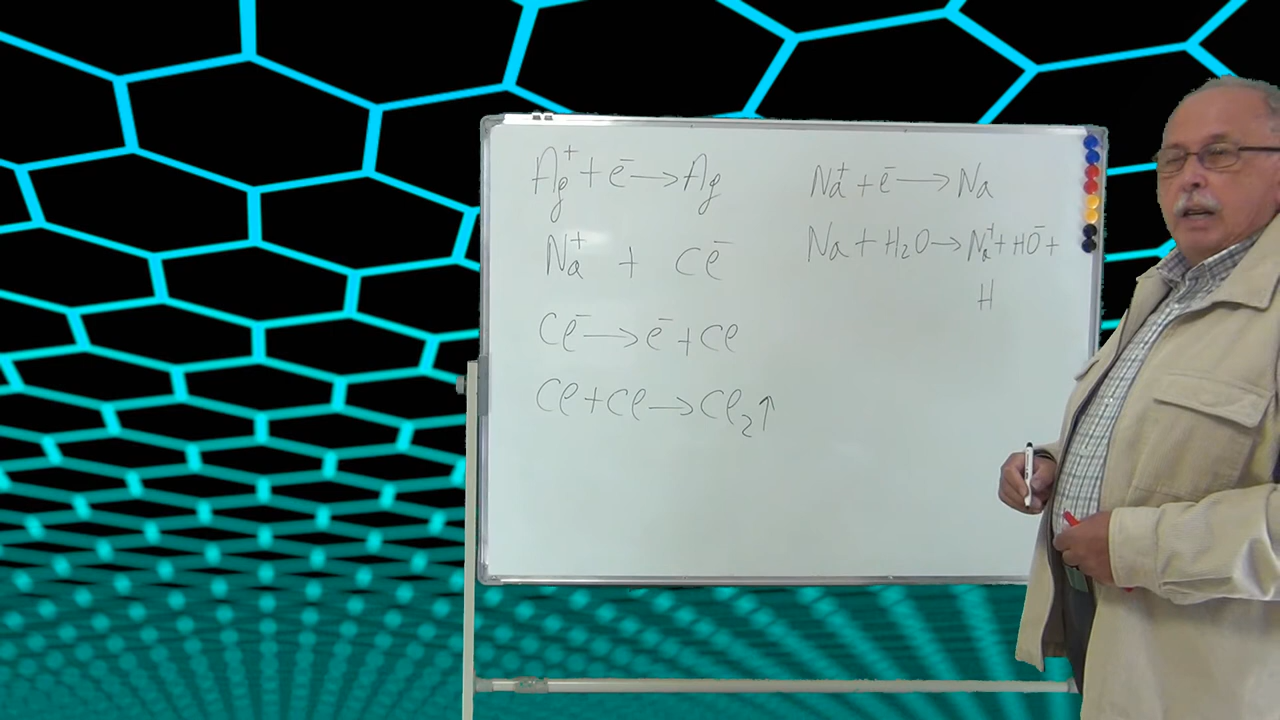 Ag⁺ + e⁻ → Ag
Na⁺ + Cl⁻
Cl⁻ → e⁻ + Cl
Cl + Cl → Cl₂↑
Na⁺ + e⁻ → Na
Na + H₂O → Na⁺ + HO⁻ +
H